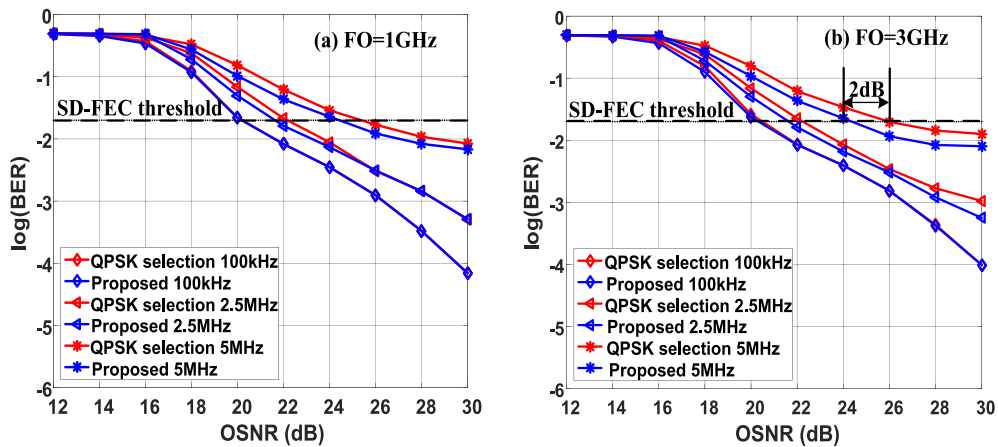 (a) FO=1GHz
SD-FEC threshold
log(BER)
0
-1
-2
-3
-4
-5
-6
QPSK selection 100kHz
Proposed 100kHz
QPSK selection 2.5MHz
Proposed 2.5MHz
QPSK selection 5MHz
Proposed 5MHz
12 14 16 18 20 22 24 26 28 30
OSNR (dB)
(b) FO=3GHz
2dB
SD-FEC threshold
log(BER)
0
-1
-2
-3
-4
-5
-6
QPSK selection 100kHz
Proposed 100kHz
QPSK selection 2.5MHz
Proposed 2.5MHz
QPSK selection 5MHz
Proposed 5MHz
12 14 16 18 20 22 24 26 28 30
OSNR (dB)